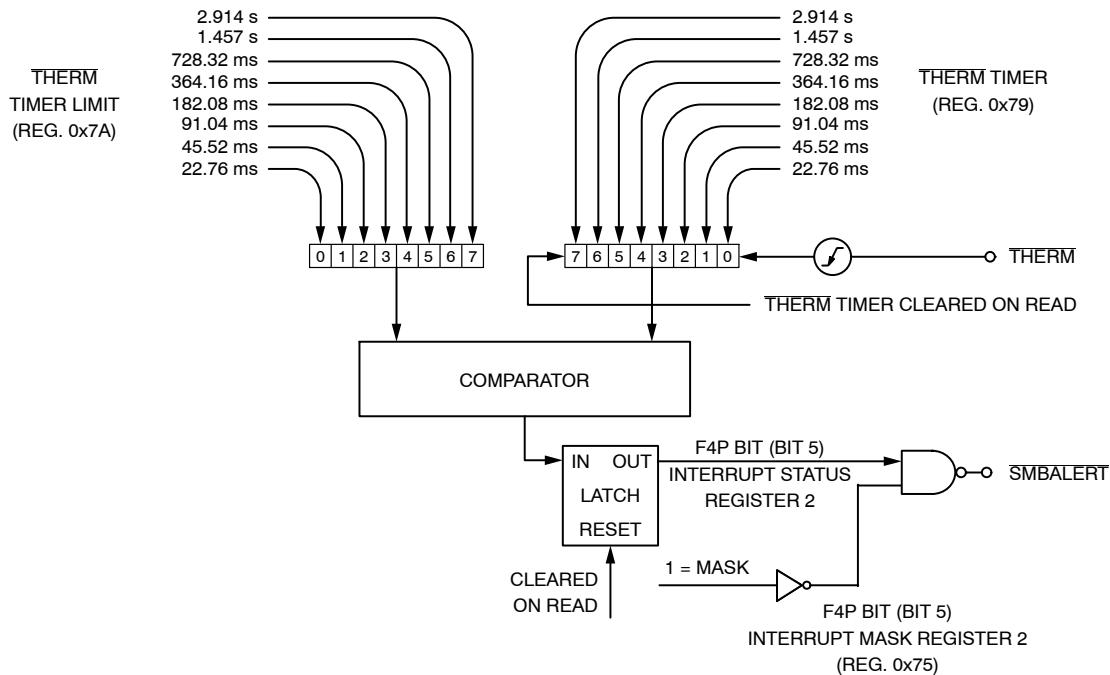 2.914 s
1.457 s
728.32 ms
364.16 ms
182.08 ms
91.04 ms
45.52 ms
22.76 ms
THERM
TIMER LIMIT
(REG. 0x7A)
2.914 s
1.457 s
728.32 ms
364.16 ms
182.08 ms
91.04 ms
45.52 ms
22.76 ms
THERM TIMER
(REG. 0x79)
0 1 2 3 4 5 6 7
7 6 5 4 3 2 1 0
THERM
THERM TIMER CLEARED ON READ
COMPARATOR
IN OUT
LATCH
RESET
F4P BIT (BIT 5)
INTERRUPT STATUS
REGISTER 2
SMBALERT
CLEARED
ON READ
1 = MASK
F4P BIT (BIT 5)
INTERRUPT MASK REGISTER 2
(REG. 0x75)